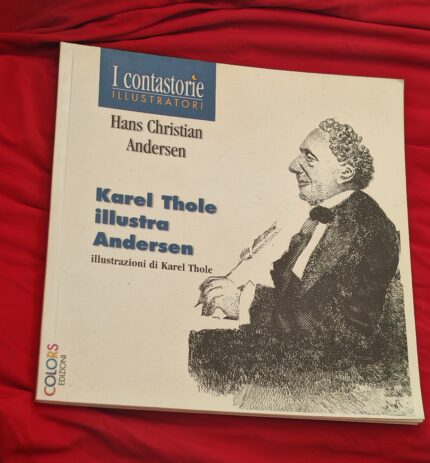 I contastorie
ILLUSTRATORI
Hans Christian
Andersen
Karel Thole
illustra
Andersen
illustrazioni di Karel Thole
COLORS
EDIZIONI